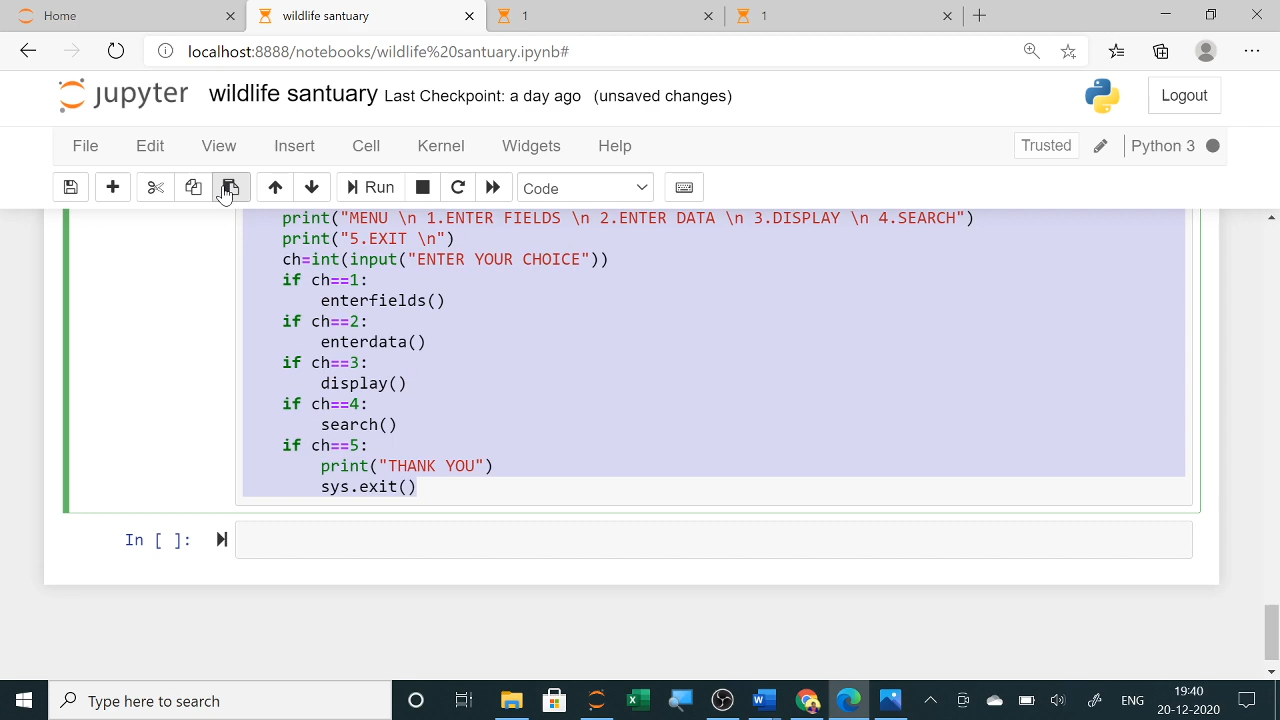 Home
wildlife santuary
1
1
localhost:8888/notebooks/wildlife%20santuary.ipynb#
jupyter wildlife santuary Last Checkpoint: a day ago (unsaved changes)
Logout
File Edit View Insert Cell Kernel Widgets Help
Trusted
Python 3
Run
Code
print("MENU \n 1.ENTER FIELDS \n 2.ENTER DATA \n 3.DISPLAY \n 4.SEARCH")
print("5.EXIT \n")
ch=int(input("ENTER YOUR CHOICE"))
if ch==1:
enterfields()
if ch==2:
enterdata()
if ch==3:
display()
if ch==4:
search()
if ch==5:
print("THANK YOU")
sys.exit()
In [ ]:
Type here to search
ENG
19:40
20-12-2020